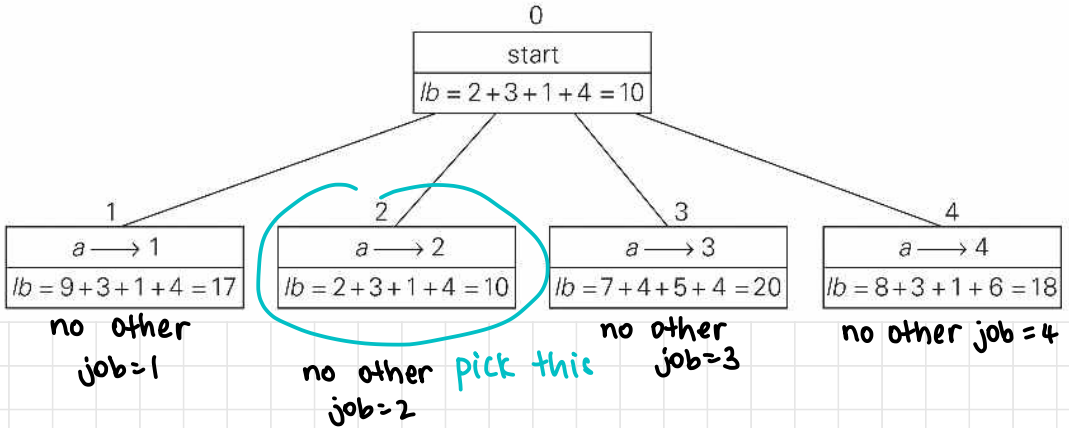 0
start
lb = 2+3+1+4 = 10
1
2
3
4
a ⟶ 1
a ⟶ 2
a ⟶ 3
a ⟶ 4
lb = 9+3+1+4 = 17
lb = 2+3+1+4 = 10
lb = 7+4+5+4 = 20
lb = 8+3+1+6 = 18
no other
job=1
no other
job=2
pick this
no other
job=3
no other job=4